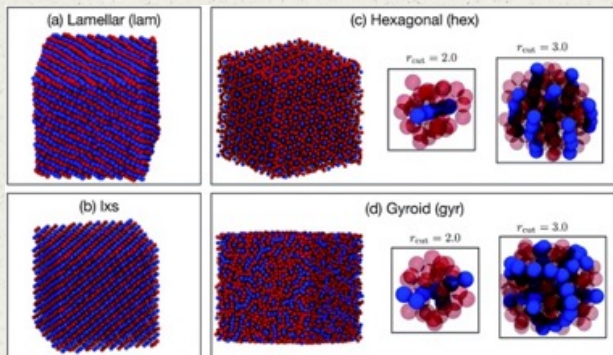 (a) Lamellar (lam)
(c) Hexagonal (hex)
r_cut = 2.0
r_cut = 3.0
(b) lxs
(d) Gyroid (gyr)
r_cut = 2.0
r_cut = 3.0